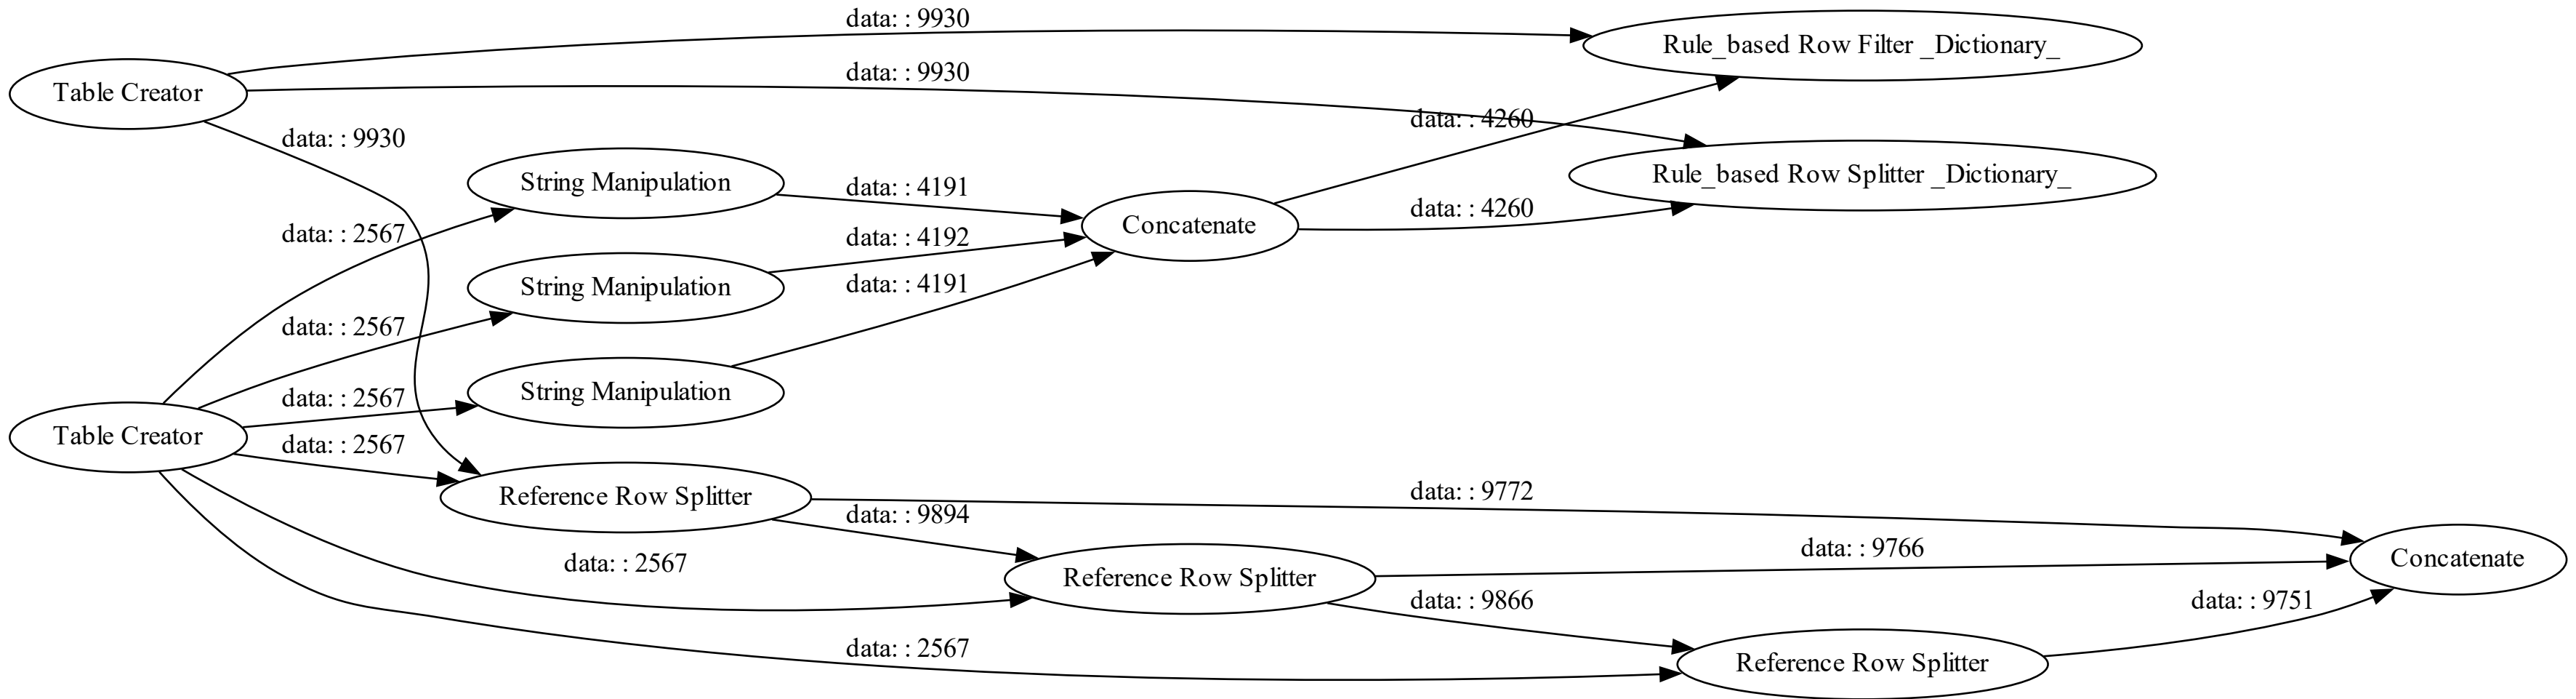 data: : 9930
Rule_based Row Filter _Dictionary_
Table Creator
data: : 9930
data: : 9930
data: : 4260
Rule_based Row Splitter _Dictionary_
String Manipulation
data: : 4191
data: : 4260
Concatenate
data: : 2567
data: : 4192
String Manipulation
data: : 4191
data: : 2567
String Manipulation
data: : 2567
Table Creator
data: : 2567
Reference Row Splitter
data: : 9772
data: : 9894
data: : 2567
Reference Row Splitter
data: : 9766
Concatenate
data: : 9866
data: : 9751
data: : 2567
Reference Row Splitter